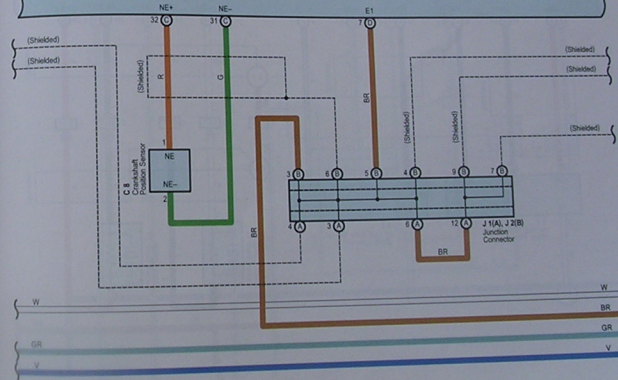 NE+
NE–
E1
32 C
31 C
7 D
(Shielded)
(Shielded)
(Shielded)
R
G
BR
(Shielded)
(Shielded)
(Shielded)
(Shielded)
(Shielded)
1
NE
NE–
2
C 8
Crankshaft
Position Sensor
3 B
6 B
5 B
4 B
9 B
7 B
4 A
3 A
6 A
12 A
J 1(A), J 2(B)
Junction
Connector
BR
BR
W
W
BR
GR
GR
V
V